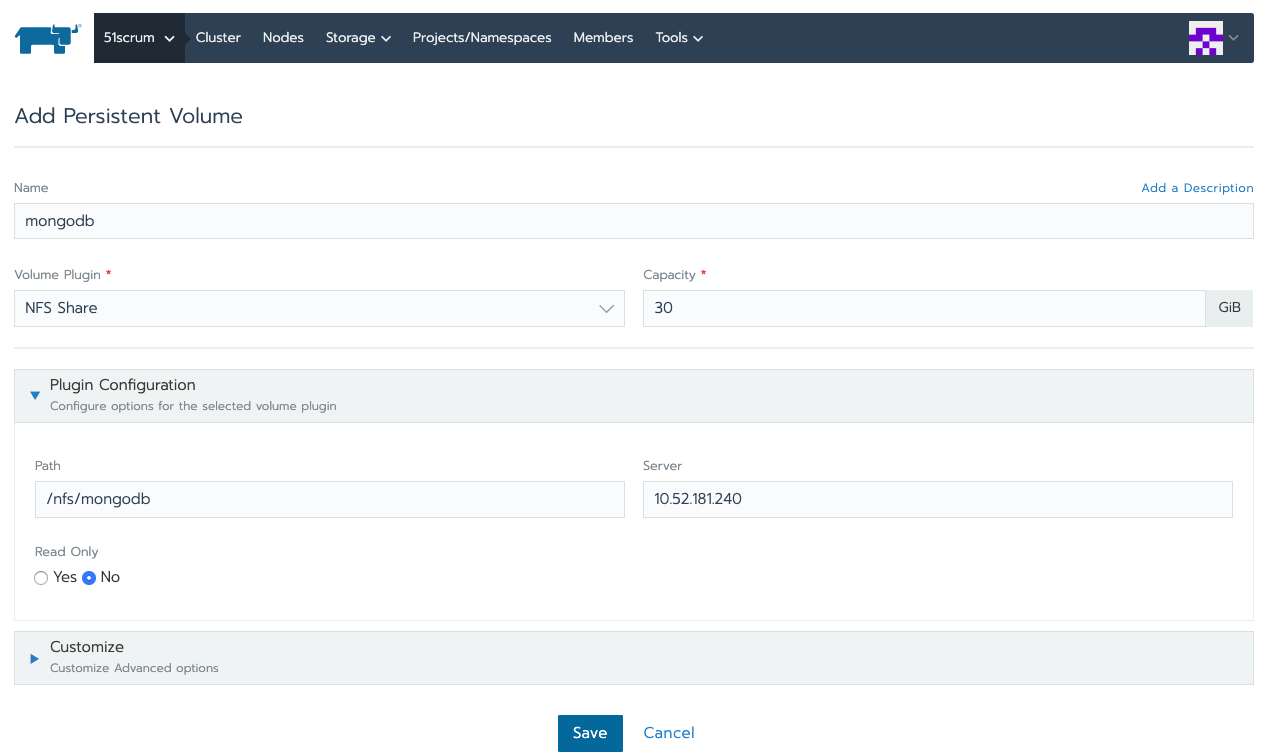 51scrum Cluster Nodes Storage Projects/Namespaces Members Tools
Add Persistent Volume
Name Add a Description
mongodb
Volume Plugin * Capacity *
NFS Share 30 GiB
Plugin Configuration
Configure options for the selected volume plugin
Path Server
/nfs/mongodb 10.52.181.240
Read Only
Yes No
Customize
Customize Advanced options
Save Cancel